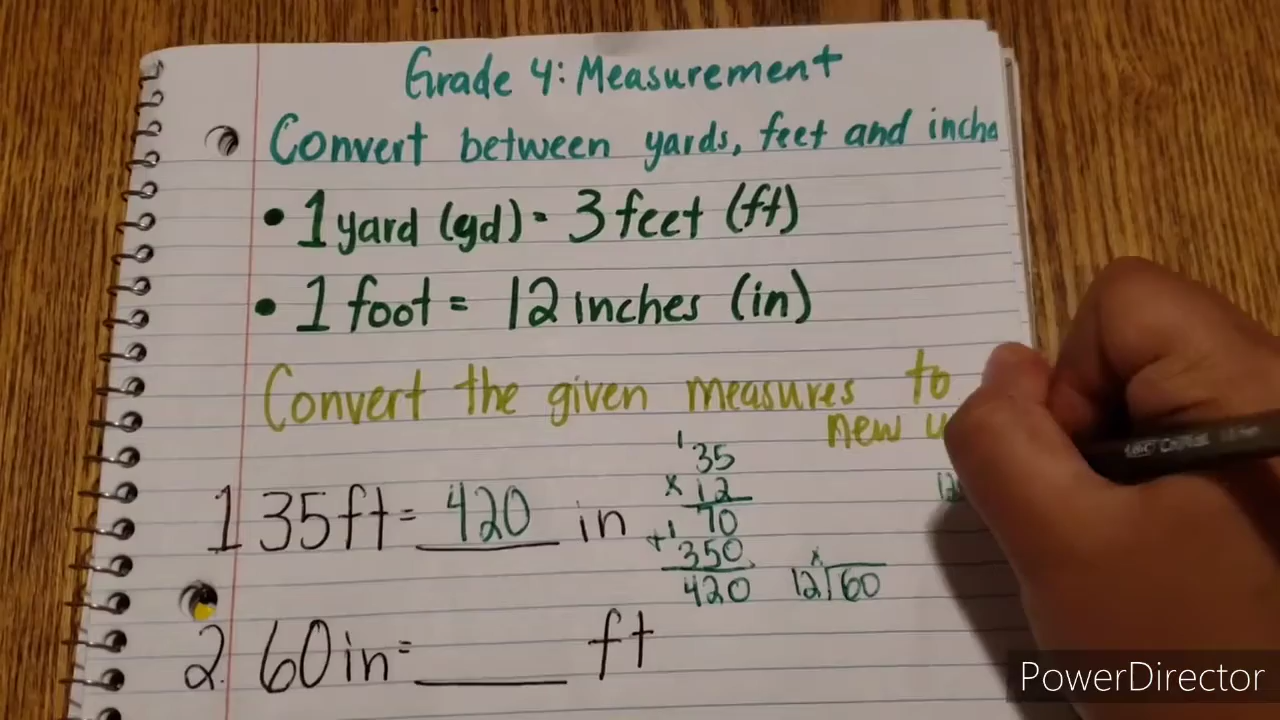 Grade 4: Measurement
Convert between yards, feet and inche
• 1 yard (yd) = 3 feet (ft)
• 1 foot = 12 inches (in)
Convert the given measures to
new
1 35ft = 420 in
1
35
x 12
70
+1 350
420
x
12)60
2. 60in = ____ ft
PowerDirector